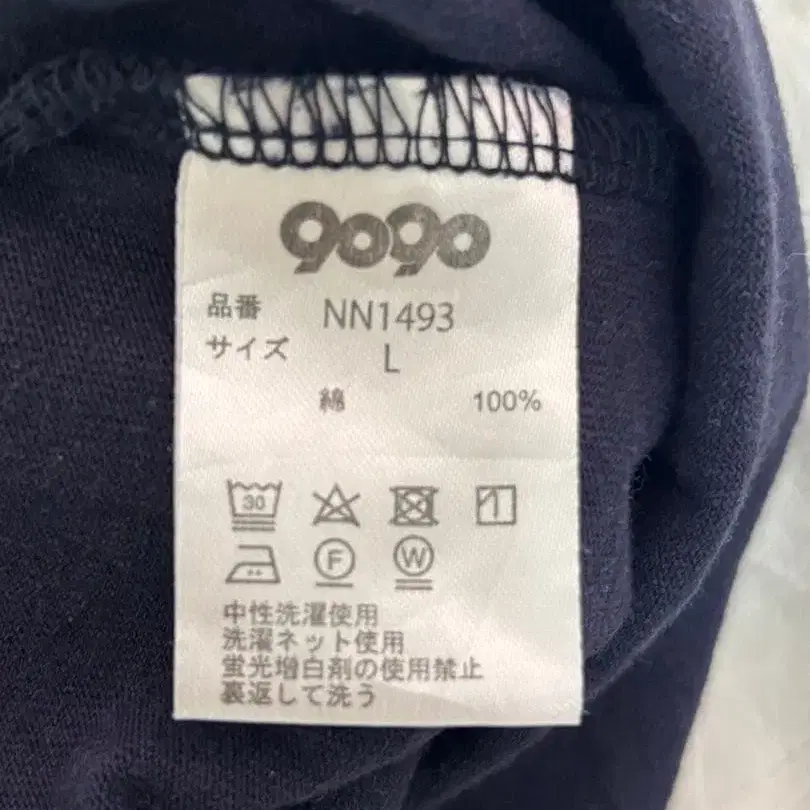 gogo
品番 NN1493
サイズ L
綿 100%
30
F W
中性洗濯使用
洗濯ネット使用
蛍光増白剤の使用禁止
裏返して洗う